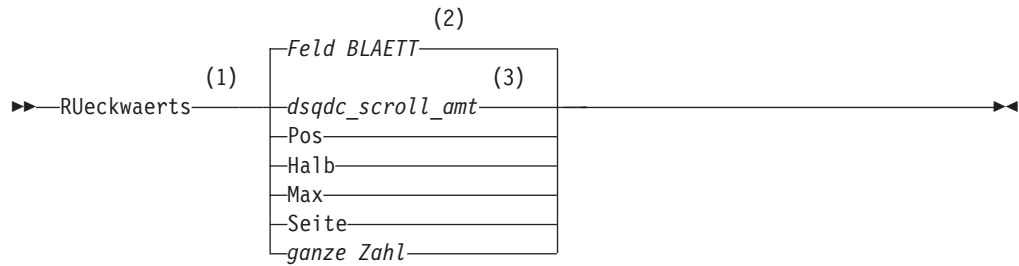 (2)
Feld BLAETT
(1) (3)
RUeckwaerts dsqdc_scroll_amt
Pos
Halb
Max
Seite
ganze Zahl